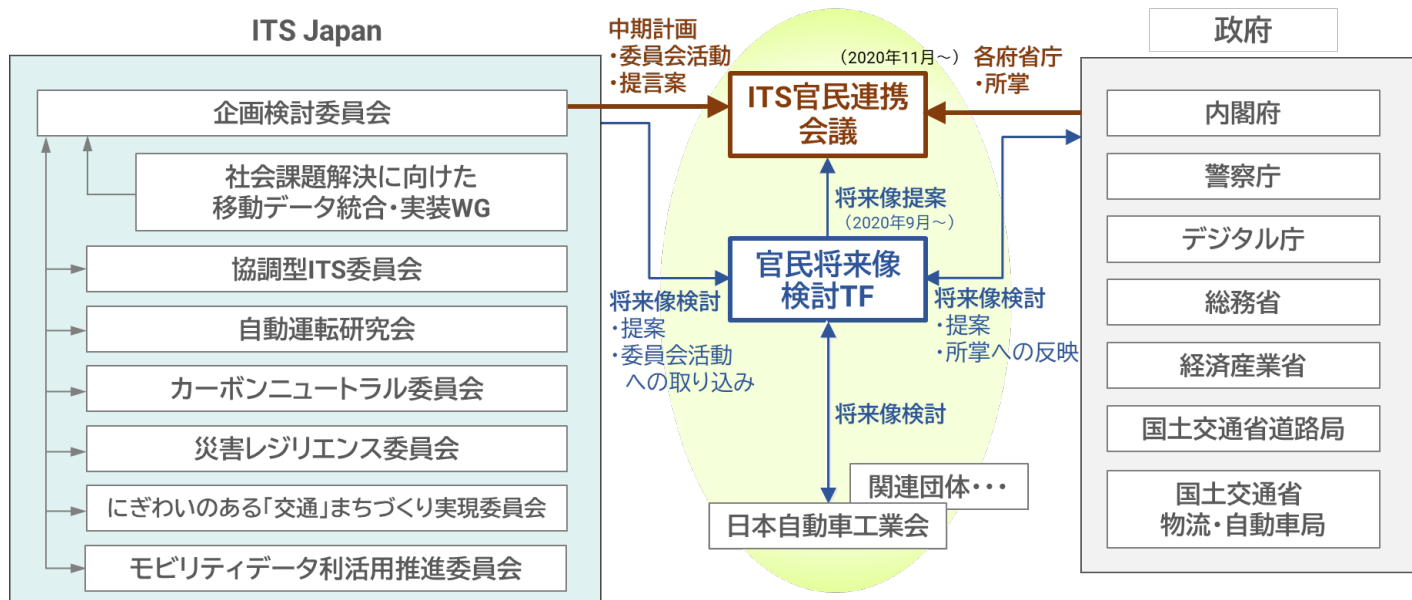 ITS Japan
企画検討委員会
社会課題解決に向けた
移動データ統合・実装WG
協調型ITS委員会
自動運転研究会
カーボンニュートラル委員会
災害レジリエンス委員会
にぎわいのある「交通」まちづくり実現委員会
モビリティデータ利活用推進委員会
中期計画
・委員会活動
・提言案
（2020年11月～）
ITS官民連携
会議
各府省庁
・所掌
将来像提案
（2020年9月～）
官民将来像
検討TF
将来像検討
・提案
・委員会活動
への取り込み
将来像検討
・提案
・所掌への反映
将来像検討
関連団体・・・
日本自動車工業会
政府
内閣府
警察庁
デジタル庁
総務省
経済産業省
国土交通省道路局
国土交通省
物流・自動車局